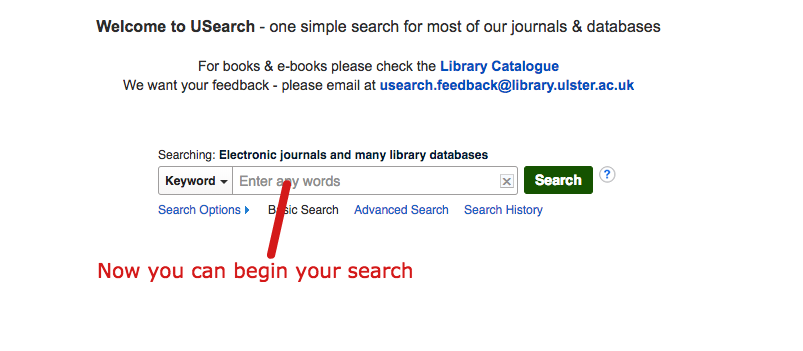 Welcome to USearch - one simple search for most of our journals & databases
For books & e-books please check the Library Catalogue
We want your feedback - please email at usearch.feedback@library.ulster.ac.uk
Searching: Electronic journals and many library databases
Keyword Enter any words Search ?
Search Options Basic Search Advanced Search Search History
Now you can begin your search